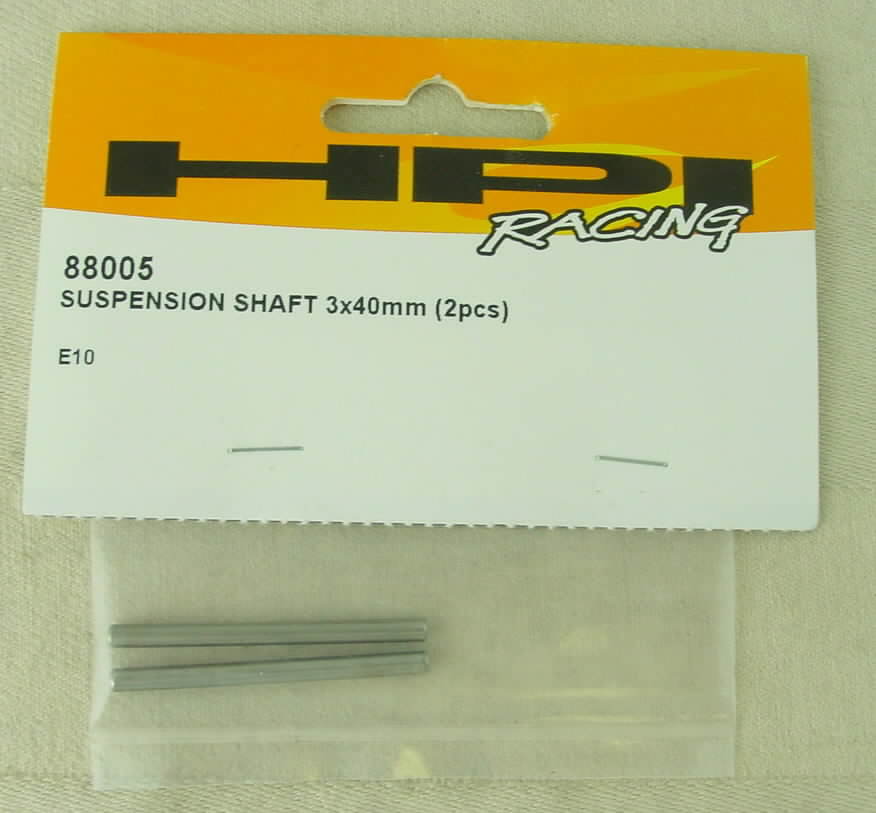 HPI
RACING
88005
SUSPENSION SHAFT 3x40mm (2pcs)
E10